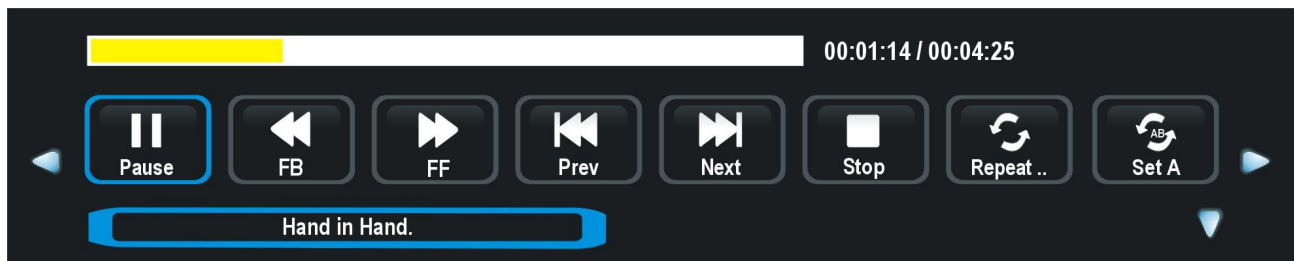 00:01:14 / 00:04:25
Pause FB FF Prev Next Stop Repeat .. AB Set A
Hand in Hand.